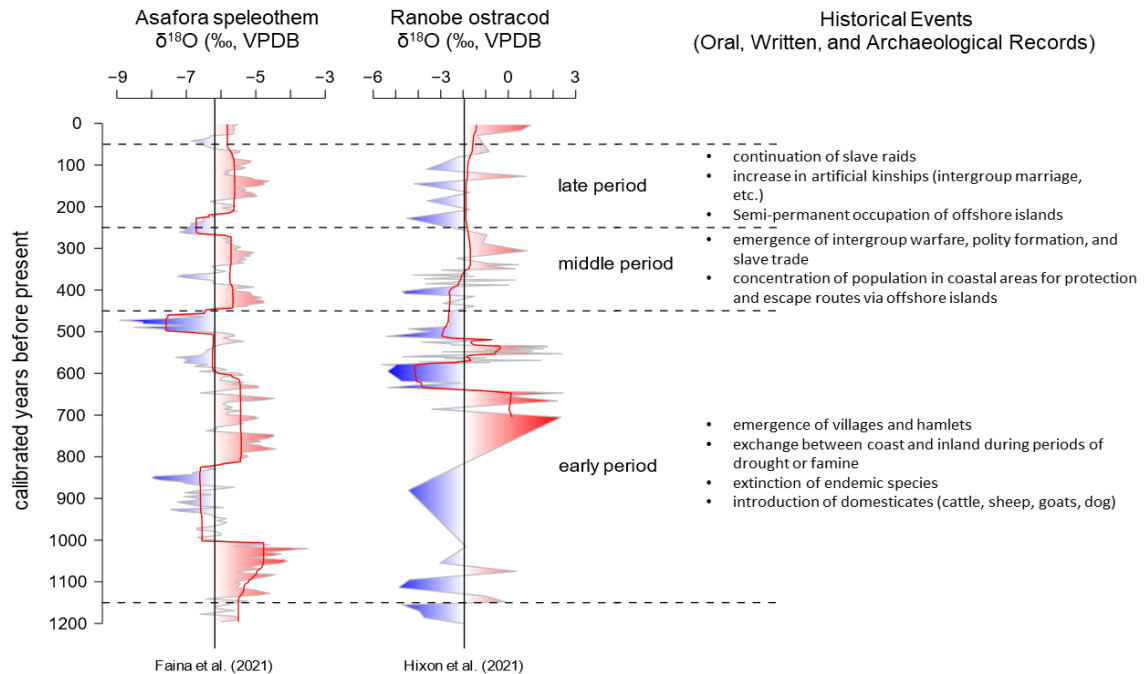 Asafora speleothem
δ¹⁸O (‰, VPDB
Ranobe ostracod
δ¹⁸O (‰, VPDB
Historical Events
(Oral, Written, and Archaeological Records)
−9 −7 −5 −3
−6 −3 0 3
calibrated years before present
0
100
200
300
400
500
600
700
800
900
1000
1100
1200
late period
• continuation of slave raids
• increase in artificial kinships (intergroup marriage,
etc.)
• Semi-permanent occupation of offshore islands
middle period
• emergence of intergroup warfare, polity formation, and
slave trade
• concentration of population in coastal areas for protection
and escape routes via offshore islands
early period
• emergence of villages and hamlets
• exchange between coast and inland during periods of
drought or famine
• extinction of endemic species
• introduction of domesticates (cattle, sheep, goats, dog)
Faina et al. (2021)
Hixon et al. (2021)